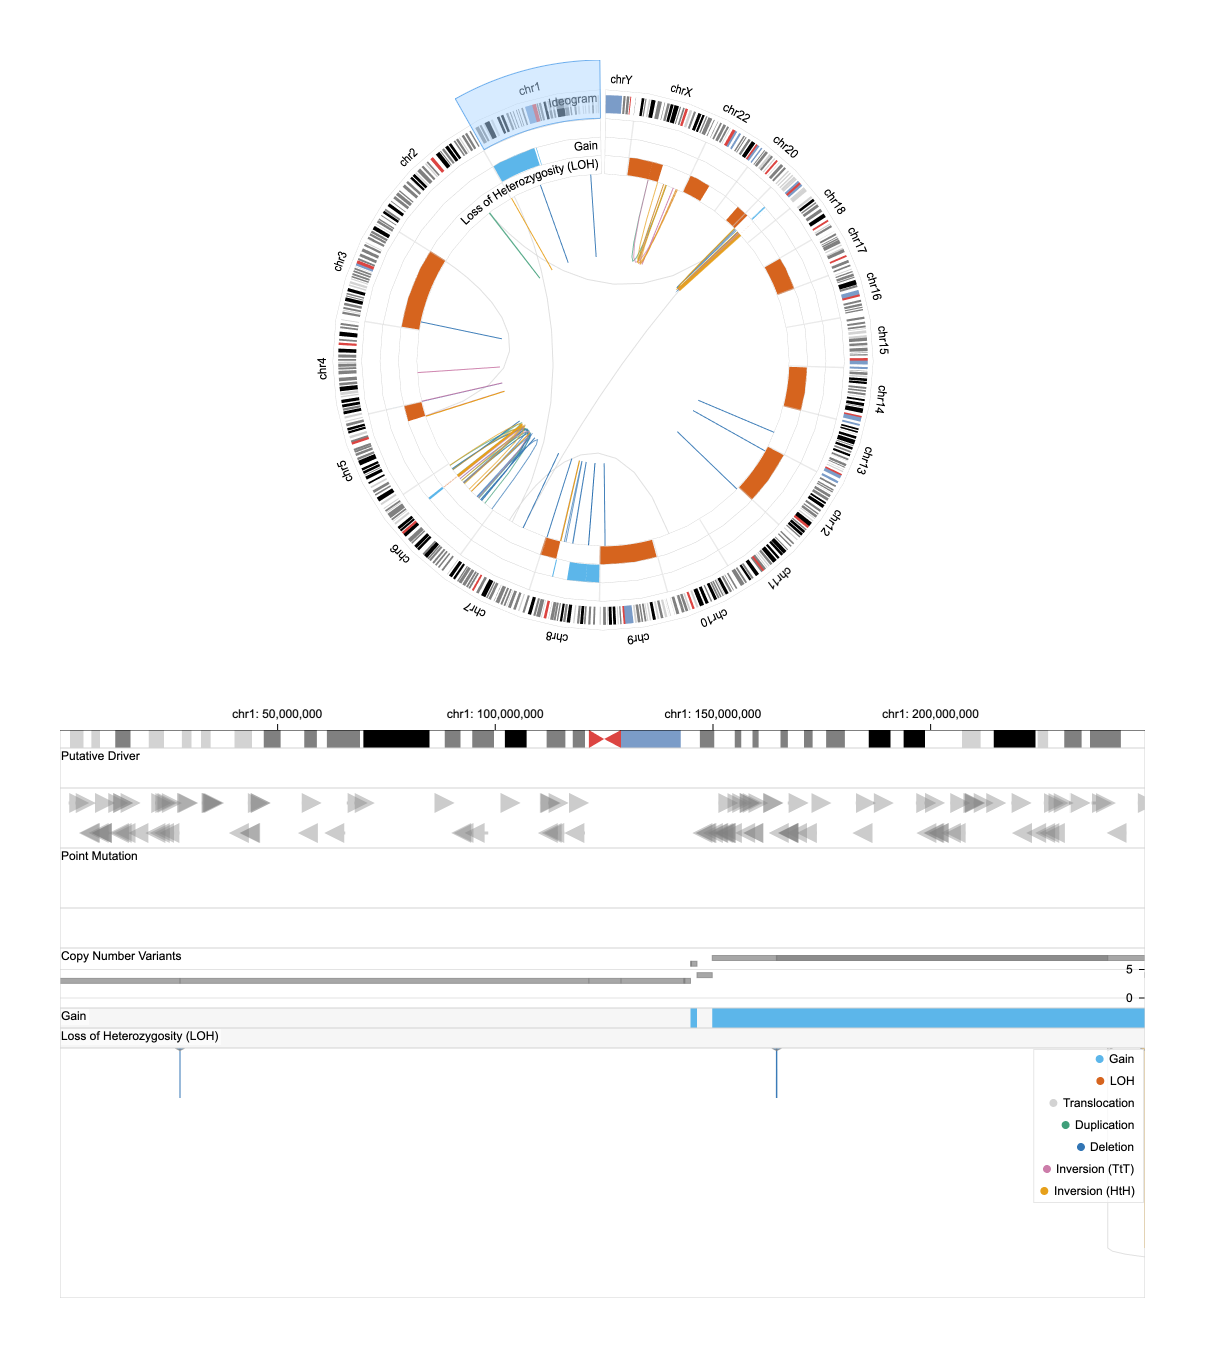 chr1
Ideogram
Gain
Loss of Heterozygosity (LOH)
chrY
chrX
chr22
chr20
chr18
chr17
chr16
chr15
chr14
chr13
chr12
chr11
chr10
chr9
chr8
chr7
chr6
chr5
chr4
chr3
chr2
chr1: 50,000,000 chr1: 100,000,000 chr1: 150,000,000 chr1: 200,000,000
Putative Driver
Point Mutation
Copy Number Variants
5
0
Gain
Loss of Heterozygosity (LOH)
Gain
LOH
Translocation
Duplication
Deletion
Inversion (TtT)
Inversion (HtH)